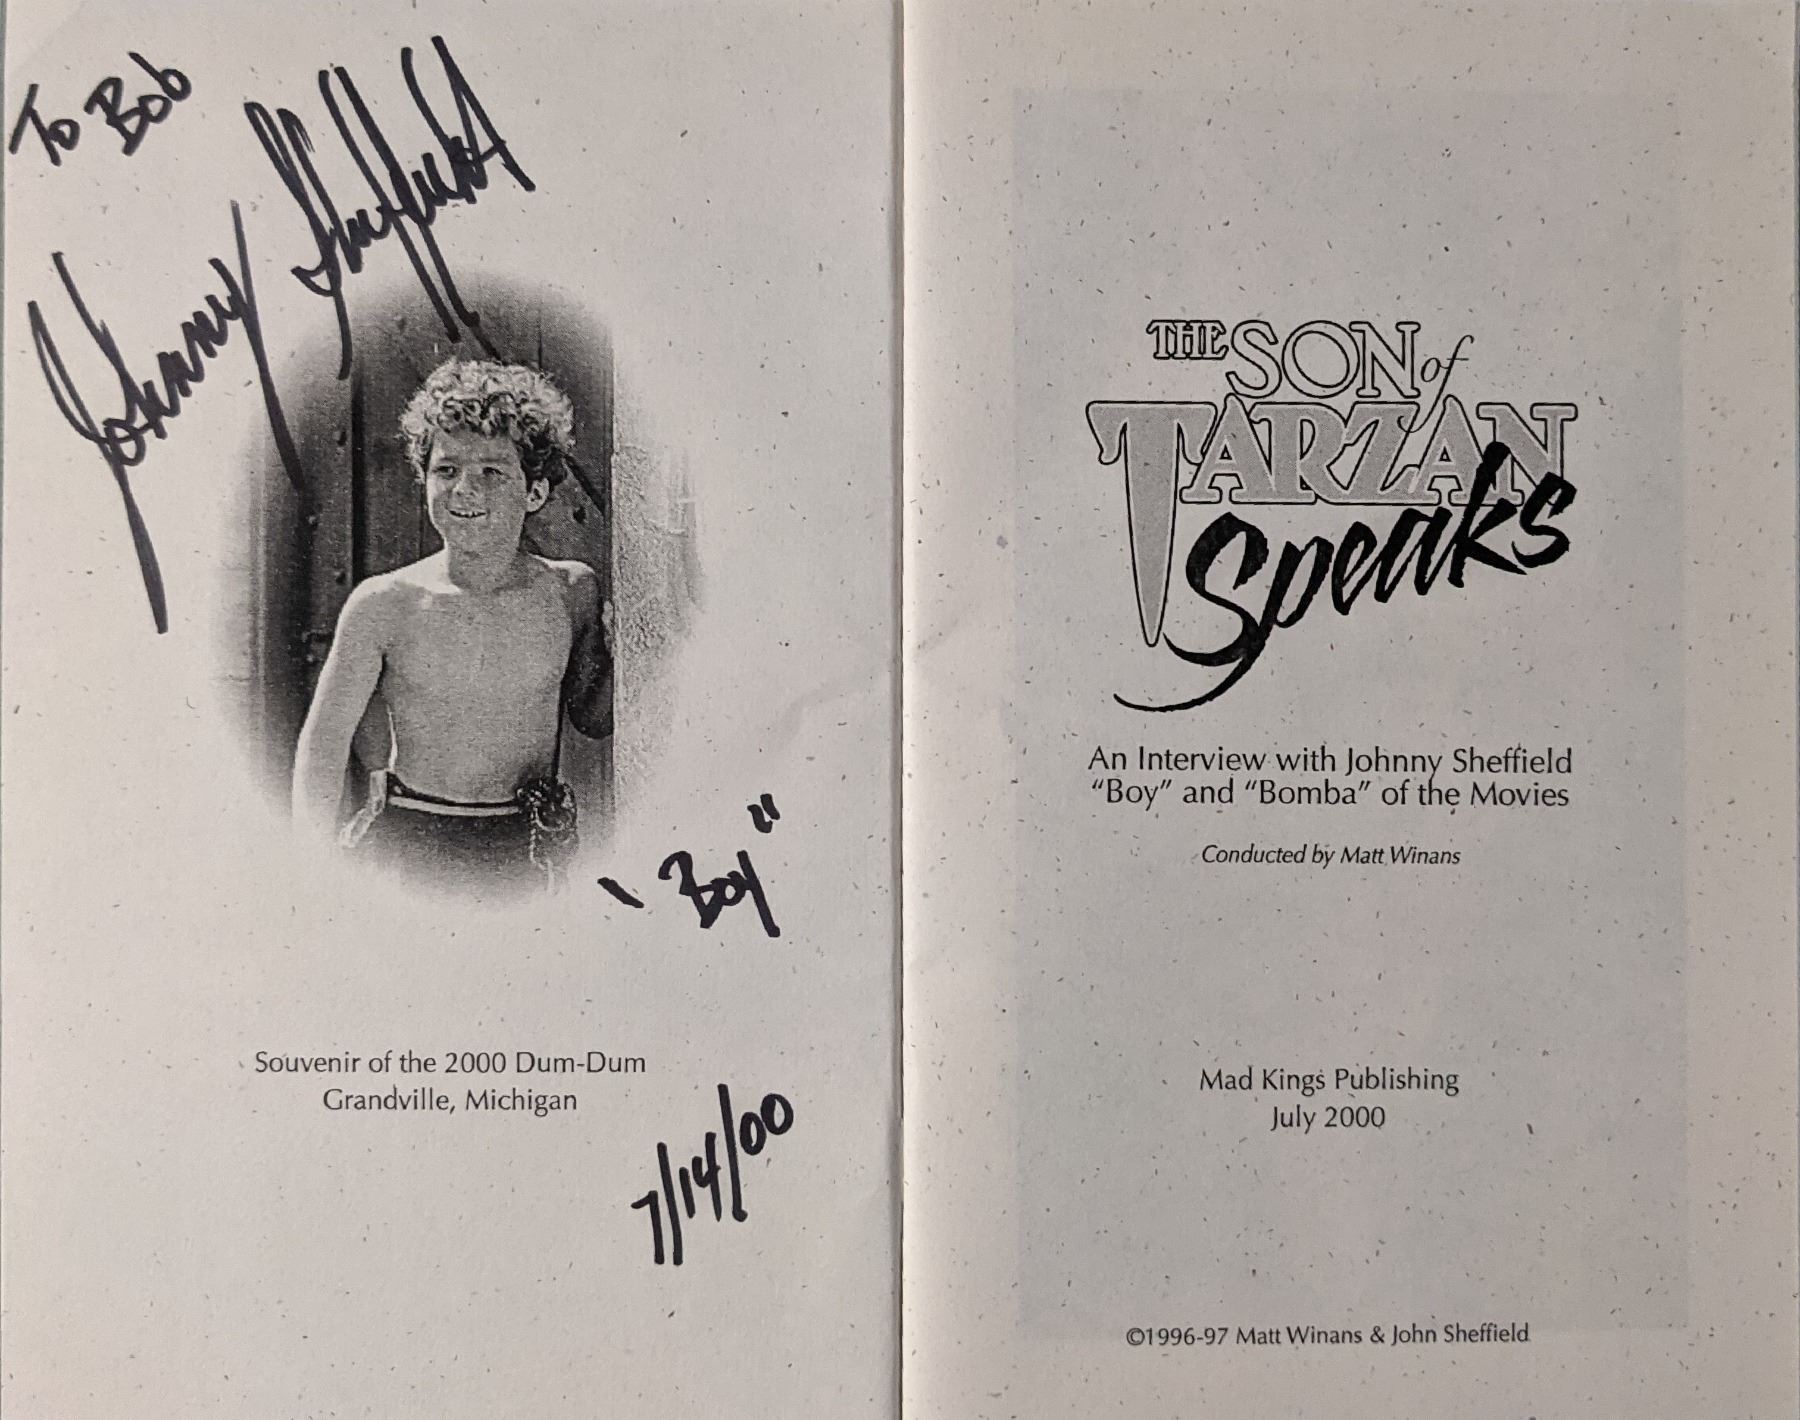 To Bob
Johnny Sheffield
"Boy"
Souvenir of the 2000 Dum-Dum
Grandville, Michigan
7/14/00
THE SON of
TARZAN
Speaks
An Interview with Johnny Sheffield
“Boy” and “Bomba” of the Movies
Conducted by Matt Winans
Mad Kings Publishing
July 2000
©1996-97 Matt Winans & John Sheffield